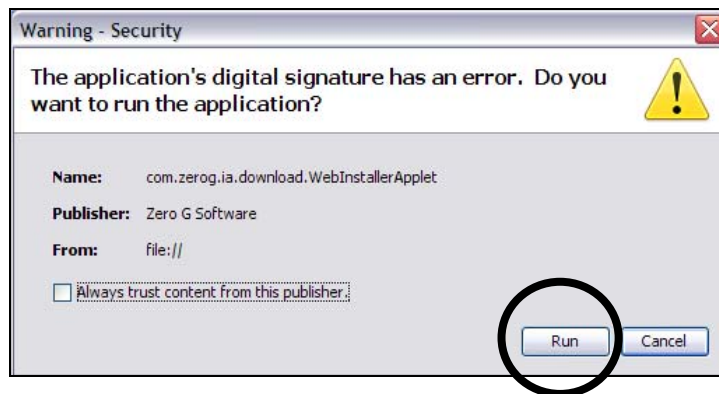 Warning - Security
The application's digital signature has an error. Do you
want to run the application?
Name: com.zerog.ia.download.WebInstallerApplet
Publisher: Zero G Software
From: file://
Always trust content from this publisher.
Run Cancel